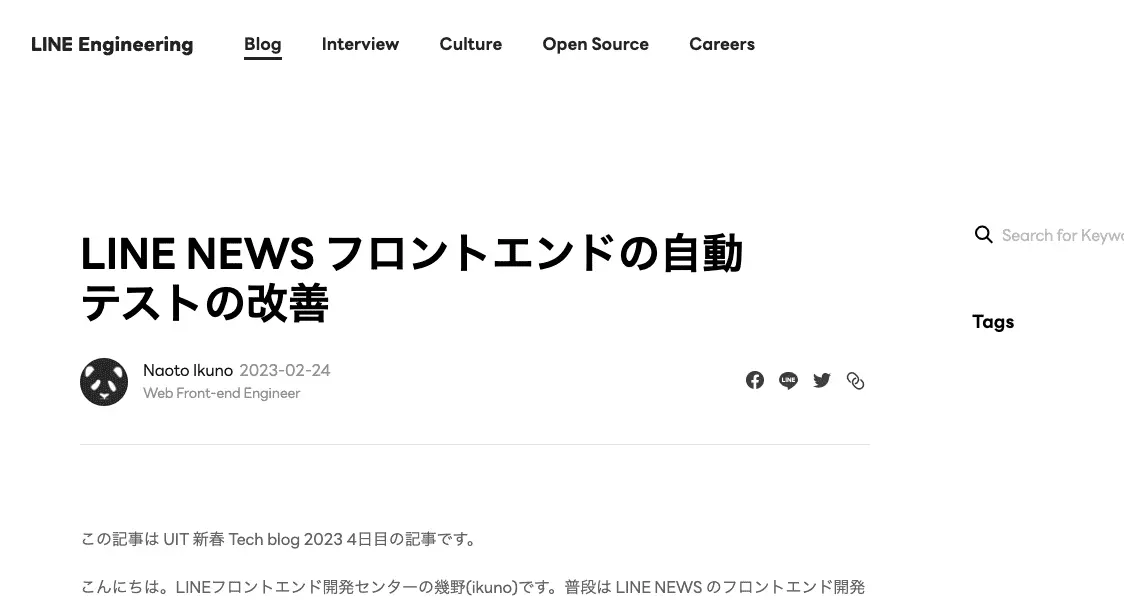 LINE Engineering Blog Interview Culture Open Source Careers
LINE NEWS フロントエンドの自動
テストの改善
Search for Keyw
Tags
Naoto Ikuno 2023-02-24
Web Front-end Engineer
LINE
この記事は UIT 新春 Tech blog 2023 4日目の記事です。
こんにちは。LINEフロントエンド開発センターの幾野(ikuno)です。普段は LINE NEWS のフロントエンド開発